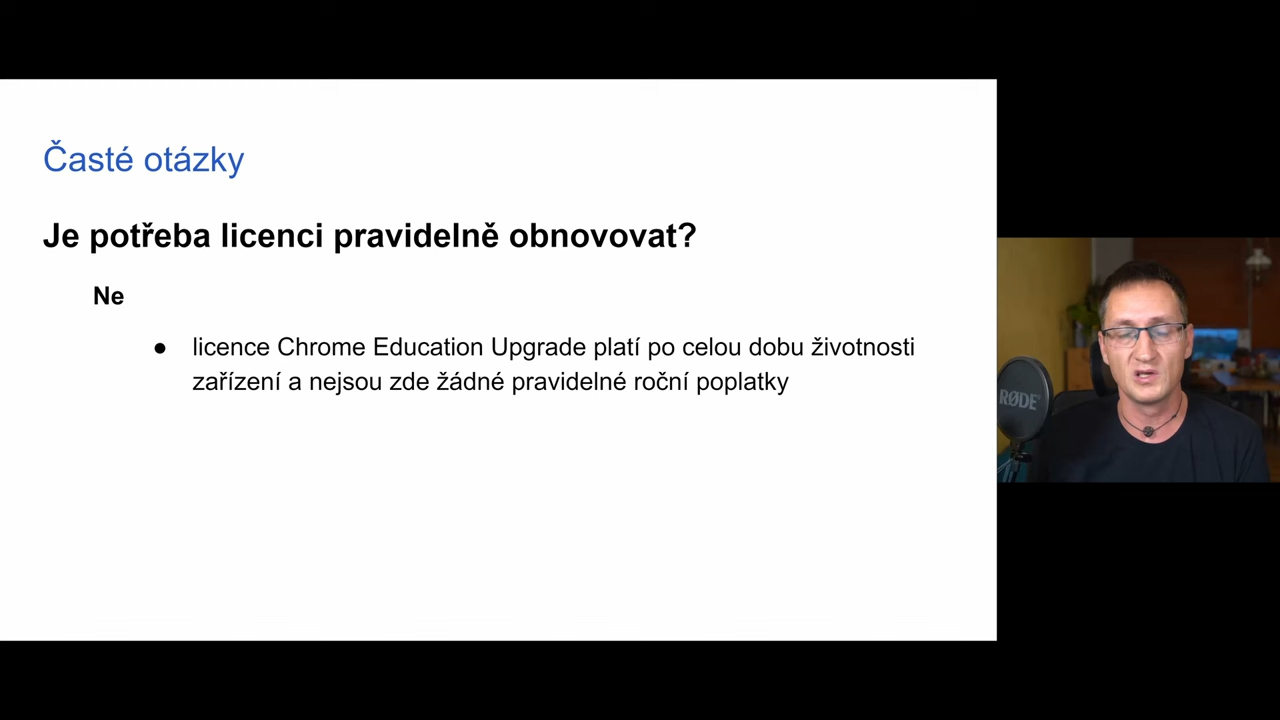 Časté otázky
Je potřeba licenci pravidelně obnovovat?
Ne
● licence Chrome Education Upgrade platí po celou dobu životnosti
zařízení a nejsou zde žádné pravidelné roční poplatky
RØDE